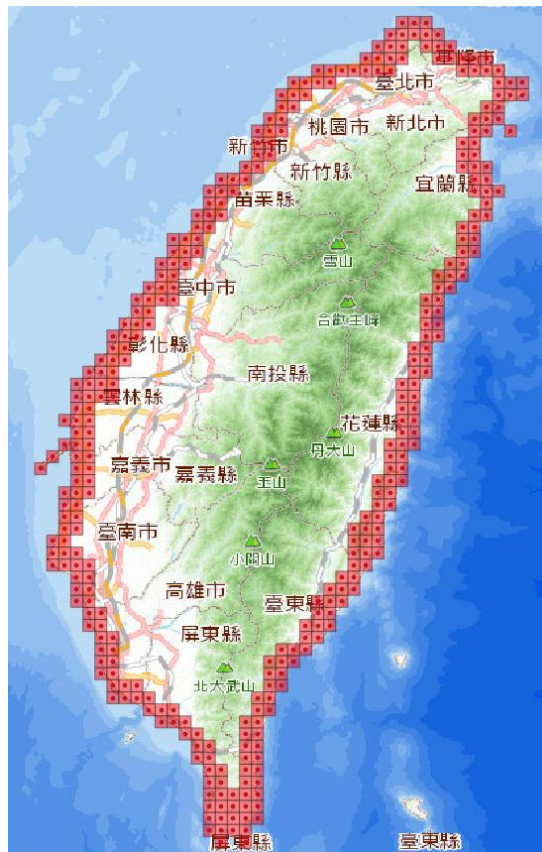 基隆市
臺北市
桃園市
新北市
新竹市
新竹縣
宜蘭縣
苗栗縣
雪山
臺中市
合歡主峰
彰化縣
南投縣
雲林縣
花蓮縣
丹大山
嘉義市
嘉義縣
玉山
臺南市
小關山
高雄市
臺東縣
屏東縣
北大武山
屏東縣
臺東縣